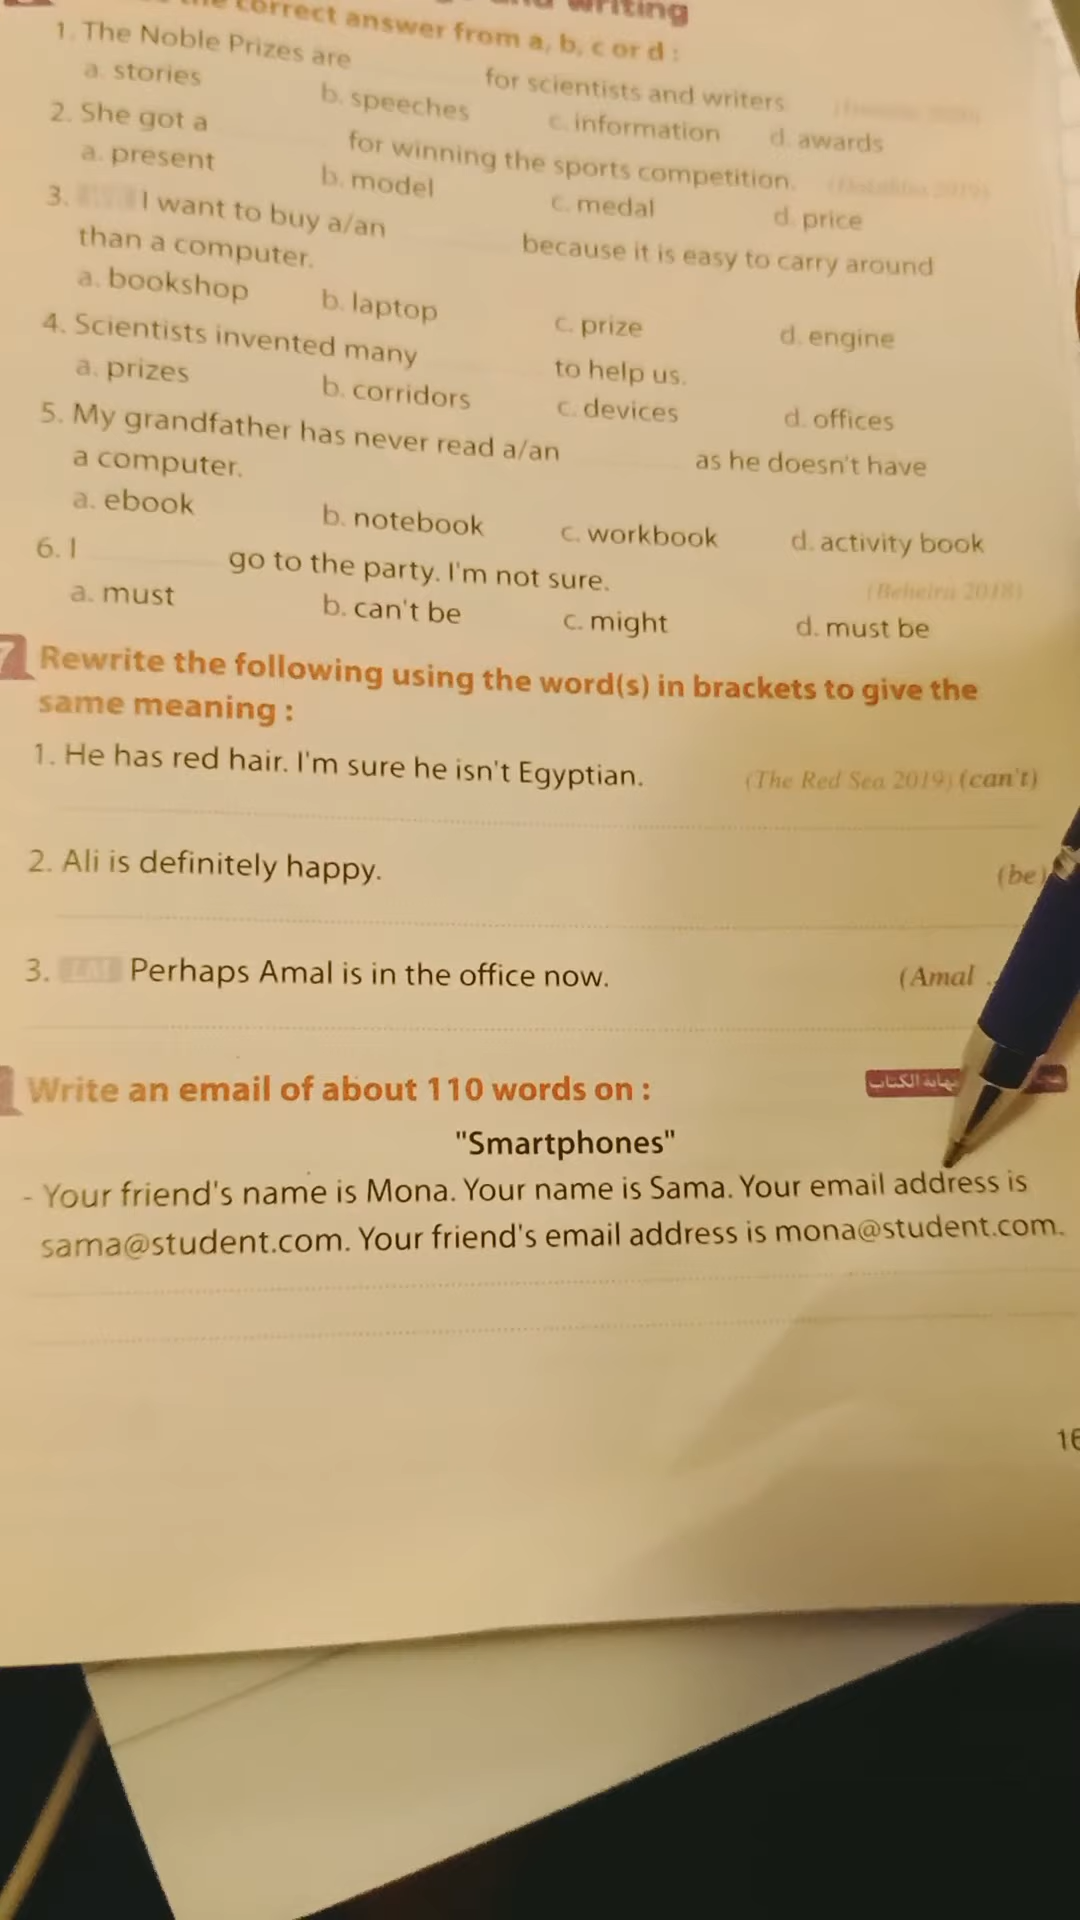 writing
the correct answer from a, b, c or d :
1. The Noble Prizes are for scientists and writers
a. stories b. speeches c. information d. awards
2. She got a for winning the sports competition.
a. present b. model c. medal d. price
3. I want to buy a/an because it is easy to carry around
than a computer.
a. bookshop b. laptop c. prize d. engine
4. Scientists invented many to help us.
a. prizes b. corridors c. devices d. offices
5. My grandfather has never read a/an as he doesn't have
a computer.
a. ebook b. notebook c. workbook d. activity book
6. I go to the party. I'm not sure. (Beheira 2018)
a. must b. can't be c. might d. must be
7 Rewrite the following using the word(s) in brackets to give the
same meaning :
1. He has red hair. I'm sure he isn't Egyptian. (The Red Sea 2019) (can't)
2. Ali is definitely happy. (be)
3. Perhaps Amal is in the office now. (Amal
Write an email of about 110 words on :
نهاية الكتاب
"Smartphones"
- Your friend's name is Mona. Your name is Sama. Your email address is
sama@student.com. Your friend's email address is mona@student.com.